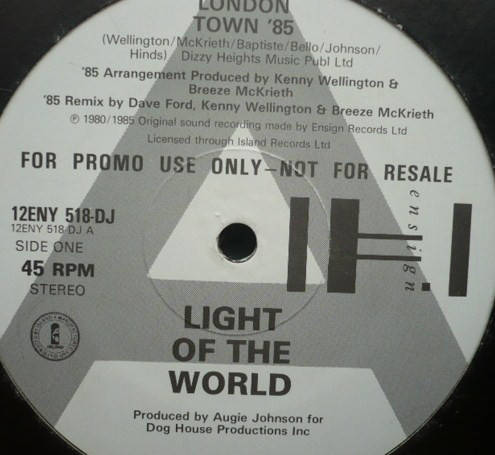 LONDON
TOWN '85
(Wellington/McKrieth/Baptiste/Bello/Johnson/
Hinds) Dizzy Heights Music Publ Ltd
'85 Arrangement Produced by Kenny Wellington &
Breeze McKrieth
'85 Remix by Dave Ford, Kenny Wellington & Breeze McKrieth
℗ 1980/1985 Original sound recording made by Ensign Records Ltd
Licensed through Island Records Ltd
FOR PROMO USE ONLY–NOT FOR RESALE
12ENY 518-DJ
12ENY 518 DJ A
SIDE ONE
45 RPM
STEREO
ensign
LIGHT
OF THE
WORLD
Produced by Augie Johnson for
Dog House Productions Inc